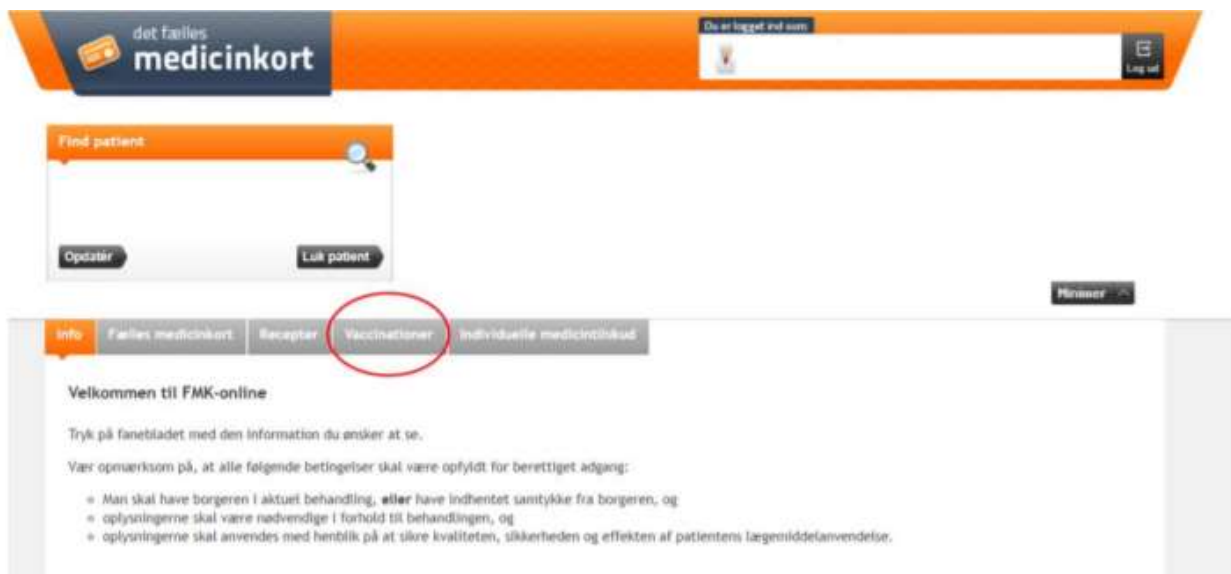 det fælles
medicinkort
Du er logget ind som:
Log ud
Find patient
Opdatér
Luk patient
Minimer
Info
Fælles medicinkort
Recepter
Vaccinationer
Individuelle medicintilskud
Velkommen til FMK-online
Tryk på fanebladet med den information du ønsker at se.
Vær opmærksom på, at alle følgende betingelser skal være opfyldt for berettiget adgang:
Man skal have borgeren i aktuel behandling, eller have indhentet samtykke fra borgeren, og
oplysningerne skal være nødvendige i forhold til behandlingen, og
oplysningerne skal anvendes med henblik på at sikre kvaliteten, sikkerheden og effekten af patientens lægemiddelanvendelse.